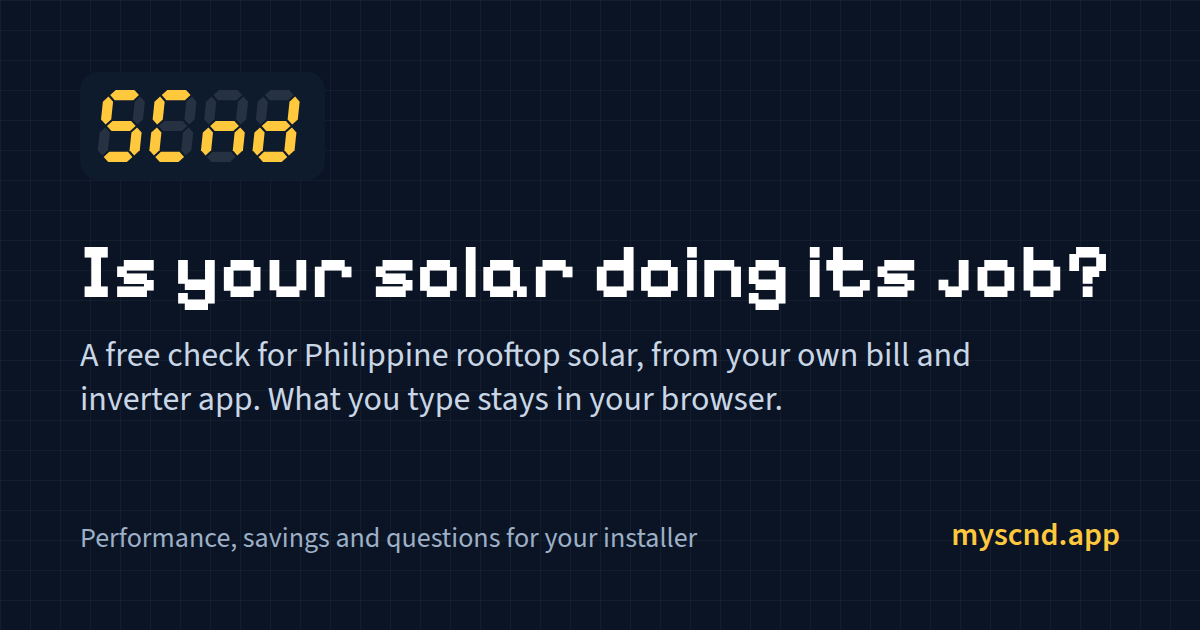 SCnd
Is your solar doing its job?
A free check for Philippine rooftop solar, from your own bill and
inverter app. What you type stays in your browser.
Performance, savings and questions for your installer
myscnd.app